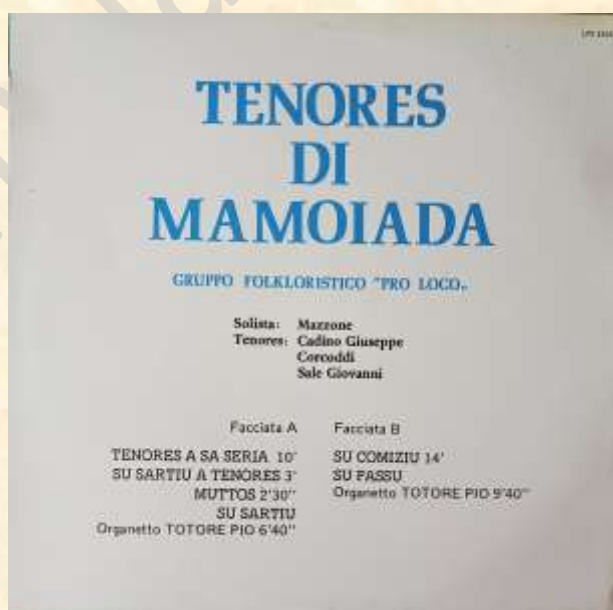 TENORES
DI
MAMOIADA
GRUPPO FOLKLORISTICO "PRO LOCO„
Solista: Mazzone
Tenores: Cadino Giuseppe
Corcoddi
Sale Giovanni
Facciata A
TENORES A SA SERIA 10'
SU SARTIU A TENORES 3'
MUTTOS 2'30"
SU SARTIU
Organetto TOTORE PIO 6'40"
Facciata B
SU COMIZIU 14'
SU PASSU
Organetto TOTORE PIO 9'40"